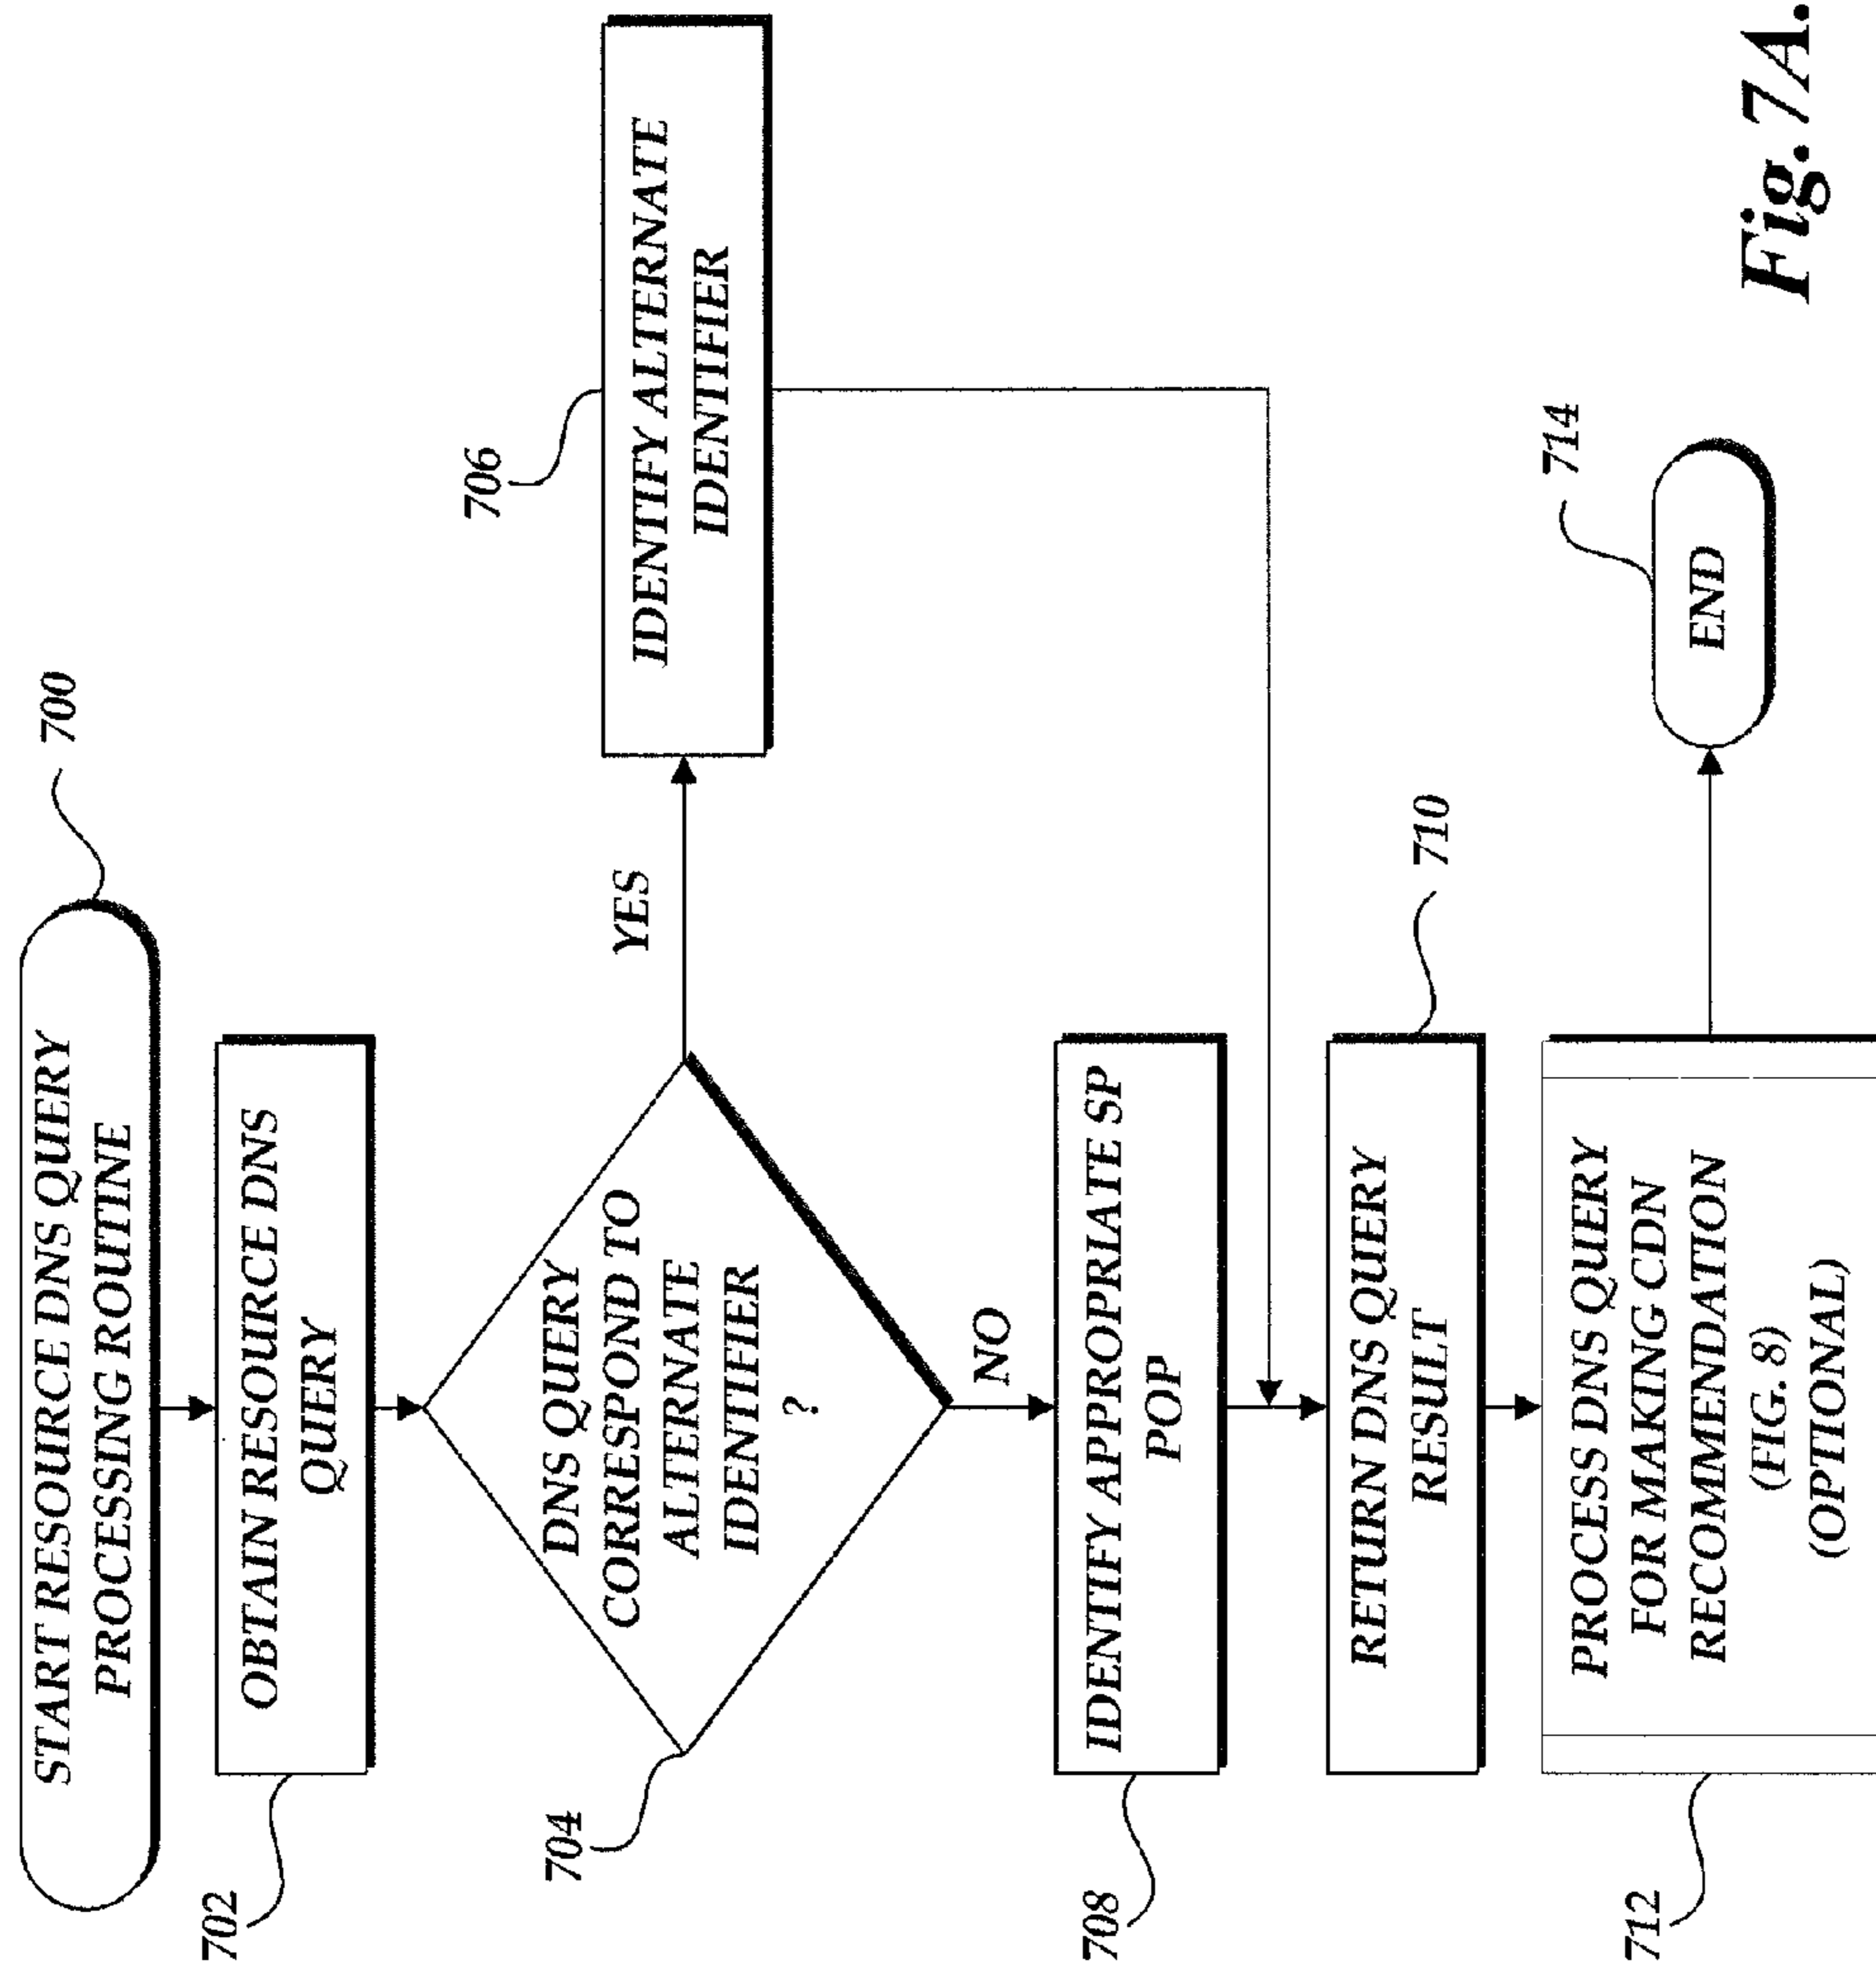 START RESOURCE DNS QUERY
PROCESSING ROUTINE
700
702
OBTAIN RESOURCE DNS
QUERY
704
DNS QUERY
CORRESPOND TO
ALTERNATE
IDENTIFIER
?
YES
706
IDENTIFY ALTERNATE
IDENTIFIER
NO
708
IDENTIFY APPROPRIATE SP
POP
710
RETURN DNS QUERY
RESULT
712
PROCESS DNS QUERY
FOR MAKING CDN
RECOMMENDATION
(FIG. 8)
(OPTIONAL)
714
END
Fig. 7A.